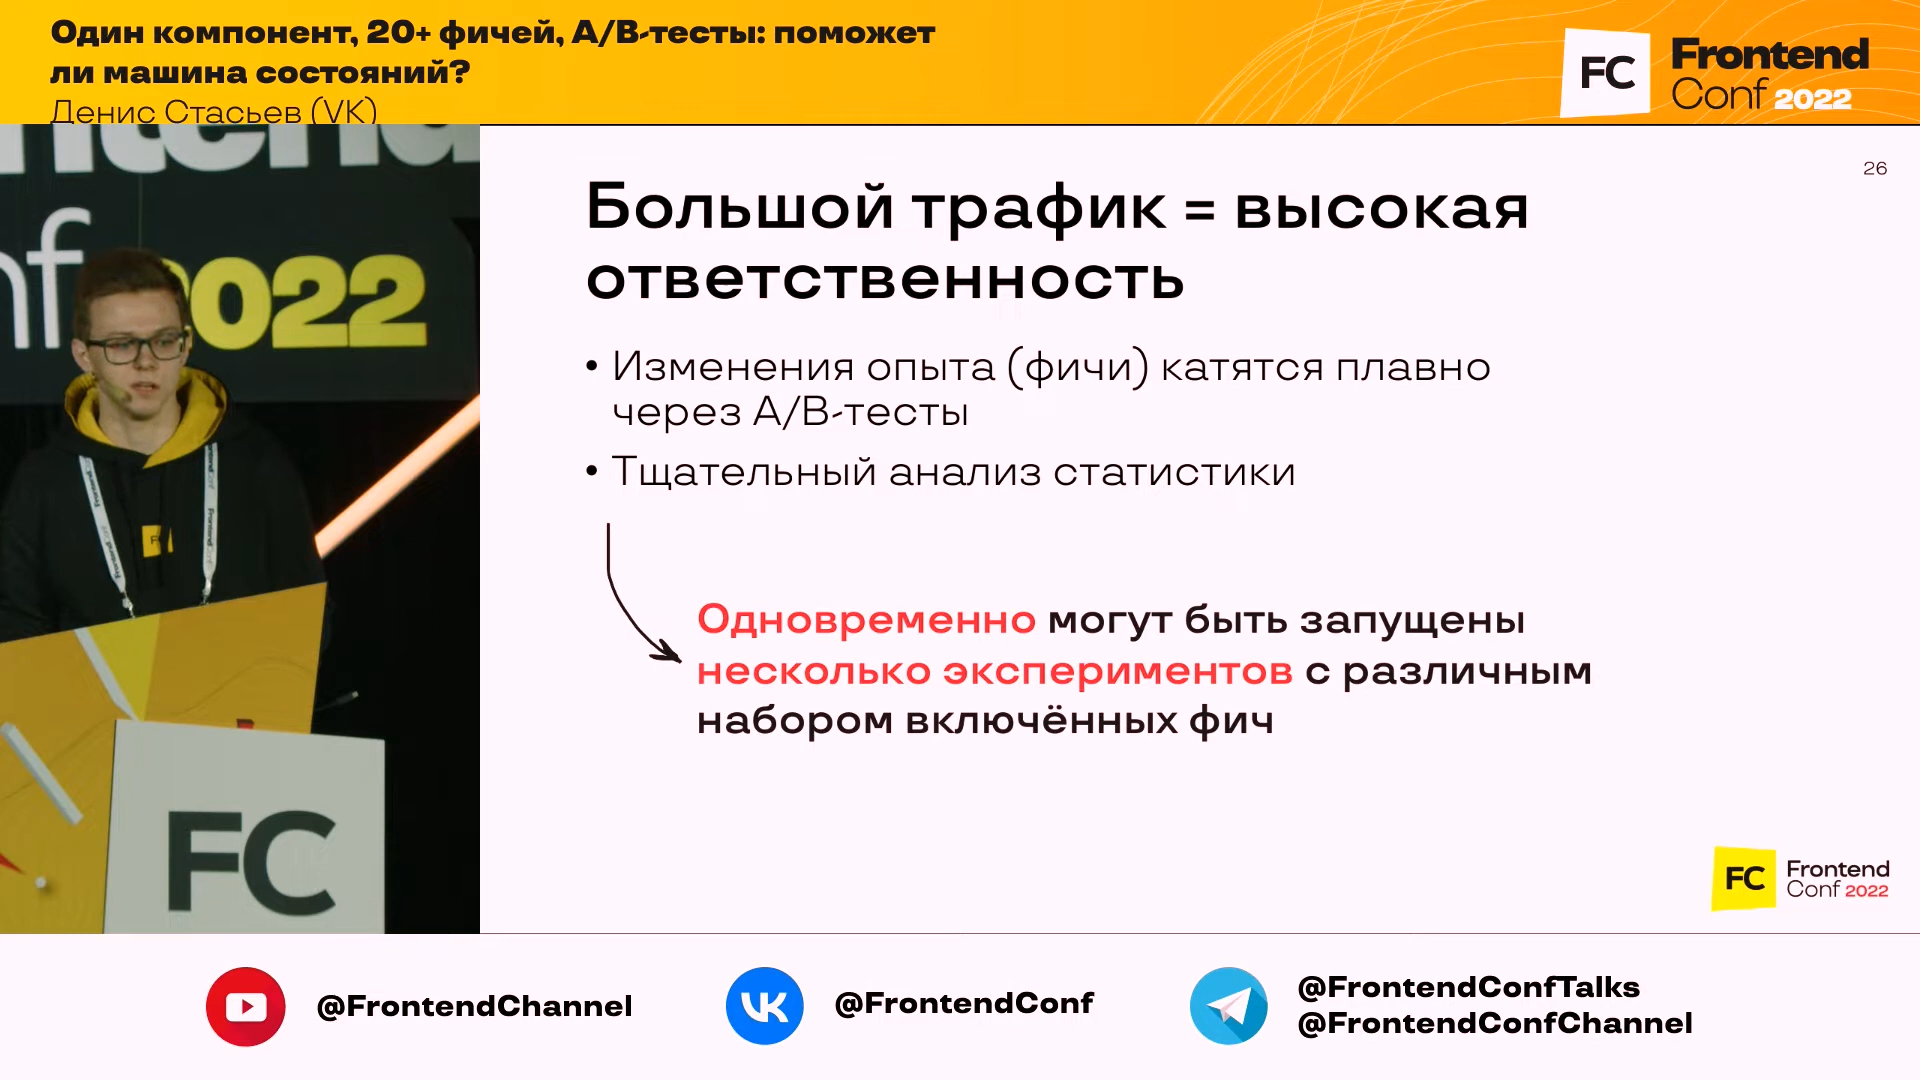 Один компонент, 20+ фичей, А/В-тесты: поможет
ли машина состояний?
Денис Стасьев (VK)
FC
Frontend
Conf 2022
26
Большой трафик = высокая
ответственность
• Изменения опыта (фичи) катятся плавно
через А/В-тесты
• Тщательный анализ статистики
Одновременно могут быть запущены
несколько экспериментов с различным
набором включённых фич
2022
FC
FC
Frontend
Conf 2022
@FrontendChannel
@FrontendConf
@FrontendConfTalks
@FrontendConfChannel